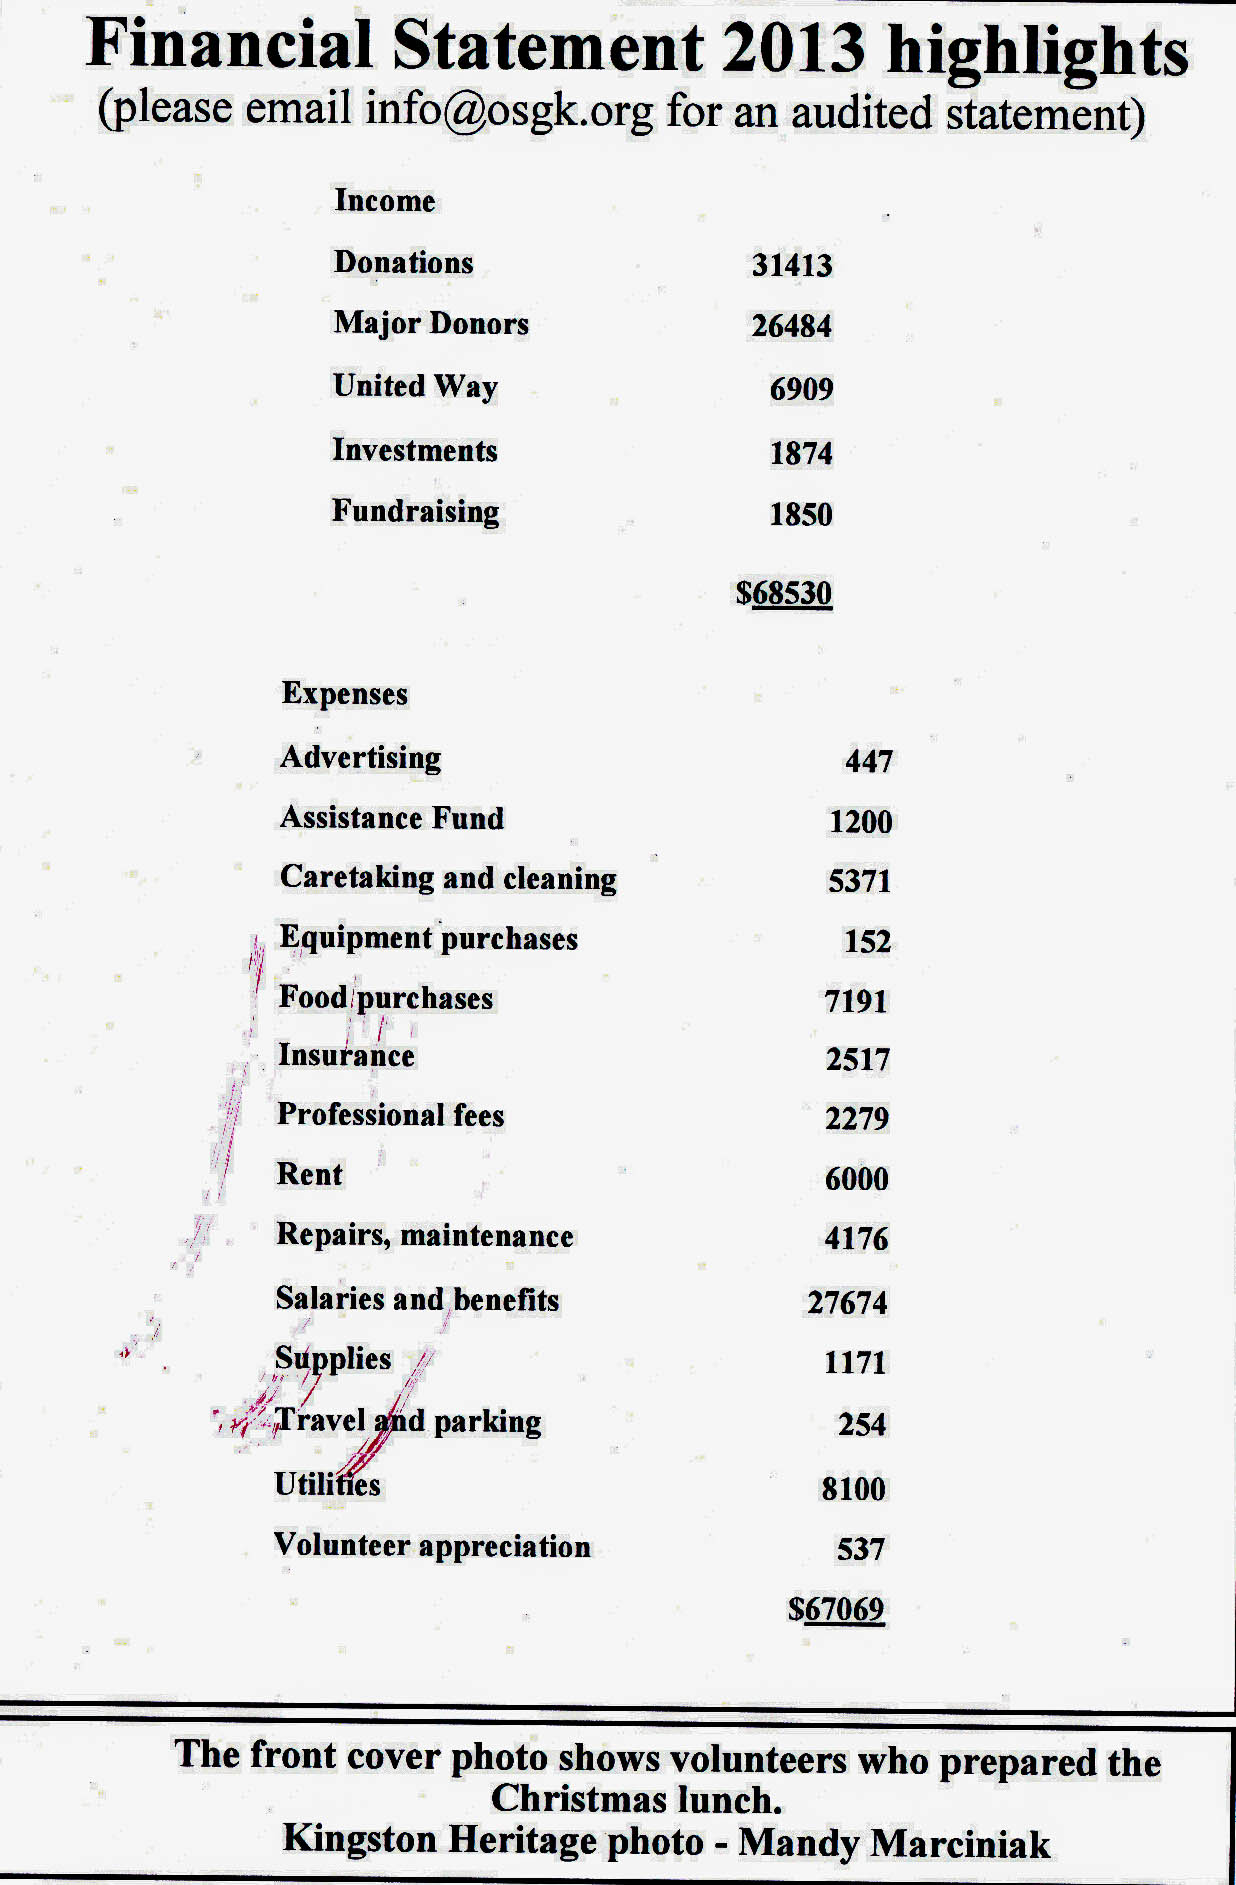 Financial Statement 2013 highlights
(please email info@osgk.org for an audited statement)
Income
Donations 31413
Major Donors 26484
United Way 6909
Investments 1874
Fundraising 1850
$68530
Expenses
Advertising 447
Assistance Fund 1200
Caretaking and cleaning 5371
Equipment purchases 152
Food purchases 7191
Insurance 2517
Professional fees 2279
Rent 6000
Repairs, maintenance 4176
Salaries and benefits 27674
Supplies 1171
Travel and parking 254
Utilities 8100
Volunteer appreciation 537
$67069
The front cover photo shows volunteers who prepared the
Christmas lunch.
Kingston Heritage photo - Mandy Marciniak